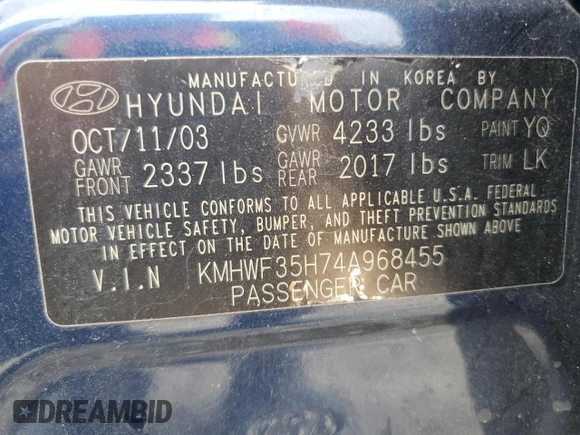 MANUFACTURED IN KOREA BY
HYUNDAI MOTOR COMPANY
OCT/11/03 GVWR 4233 lbs PAINT YQ
GAWR FRONT 2337 lbs GAWR REAR 2017 lbs TRIM LK
THIS VEHICLE CONFORMS TO ALL APPLICABLE U.S.A. FEDERAL
MOTOR VEHICLE SAFETY, BUMPER, AND THEFT PREVENTION STANDARDS
IN EFFECT ON THE DATE OF MANUFACTURE SHOWN ABOVE.
V.I.N KMHWF35H74A968455
PASSENGER CAR
DREAMBID